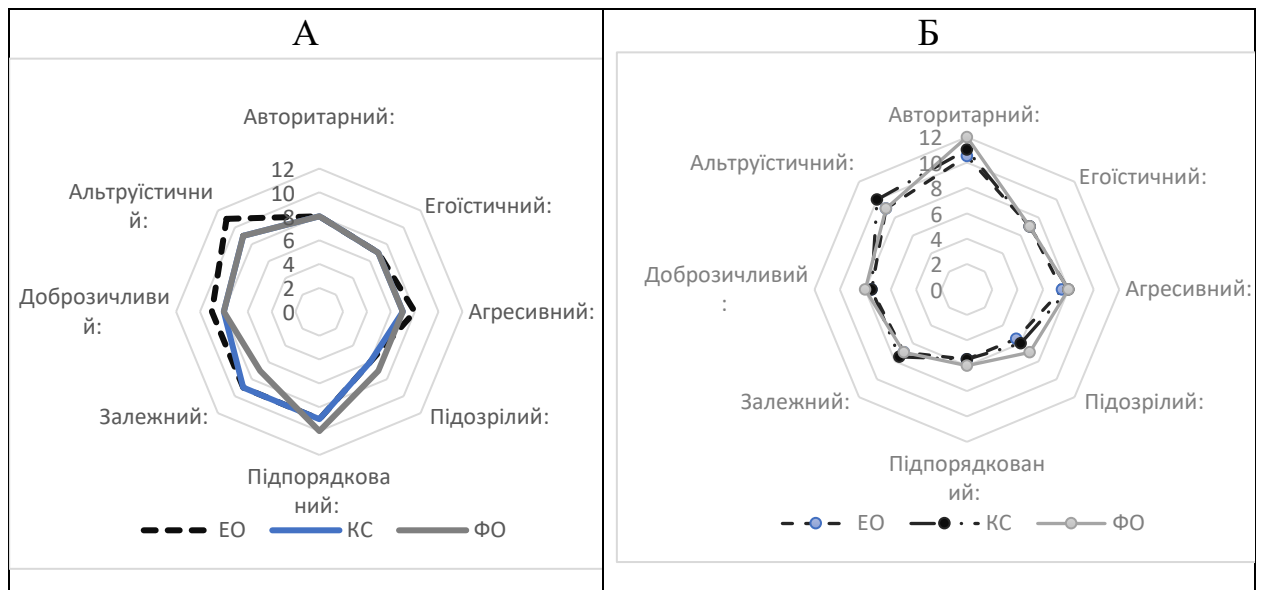 А
Авторитарний:
12
10
8
6
4
2
0
Егоїстичний:
Агресивний:
Підозрілий:
Підпорядкова
ний:
Залежний:
Доброзичливи
й:
Альтруїстични
й:
ЕО
КС
ФО
Б
Авторитарний:
12
10
8
6
4
2
0
Егоїстичний:
Агресивний:
Підозрілий:
Підпорядкован
ий:
Залежний:
Доброзичливий
:
Альтруїстичний:
ЕО
КС
ФО